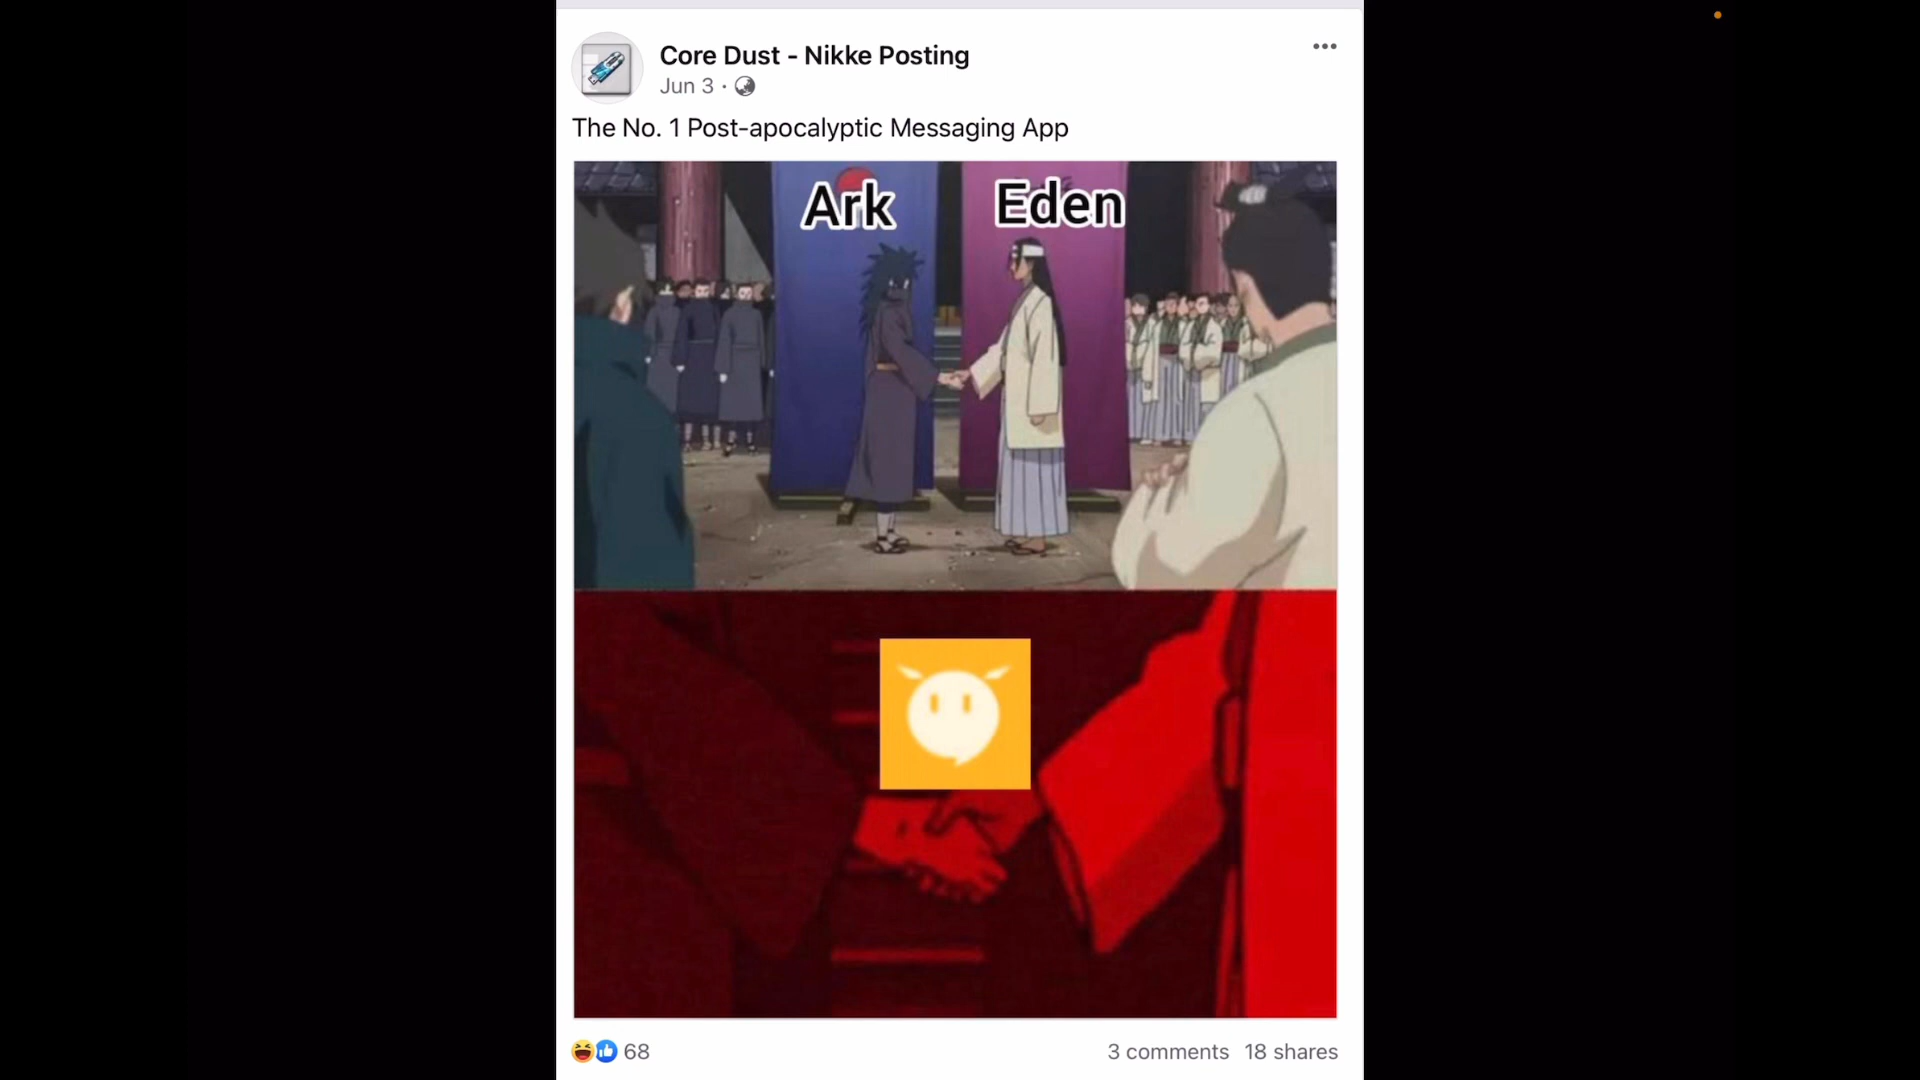 Core Dust - Nikke Posting
Jun 3 ·
The No. 1 Post-apocalyptic Messaging App
Ark
Eden
68
3 comments 18 shares